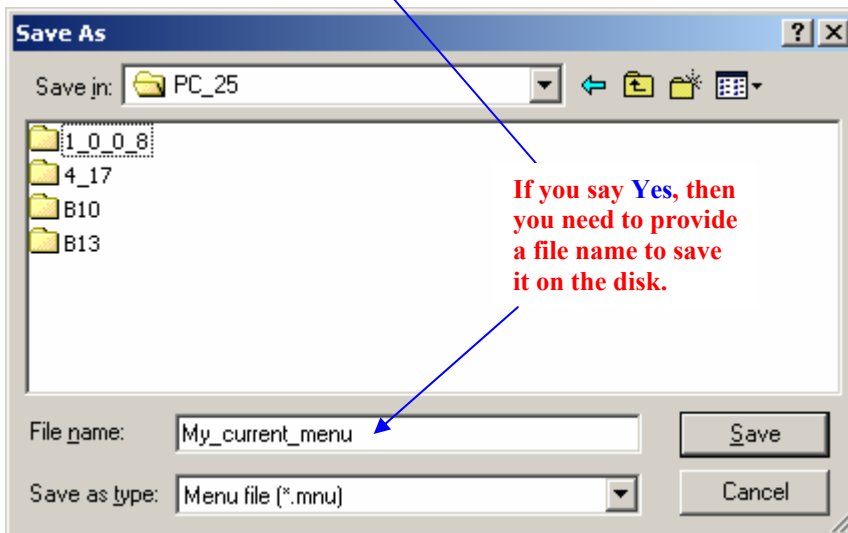 Save As
Save in: PC_25
1_0_0_8
4_17
B10
B13
If you say Yes, then
you need to provide
a file name to save
it on the disk.
File name: My_current_menu Save
Save as type: Menu file (*.mnu) Cancel